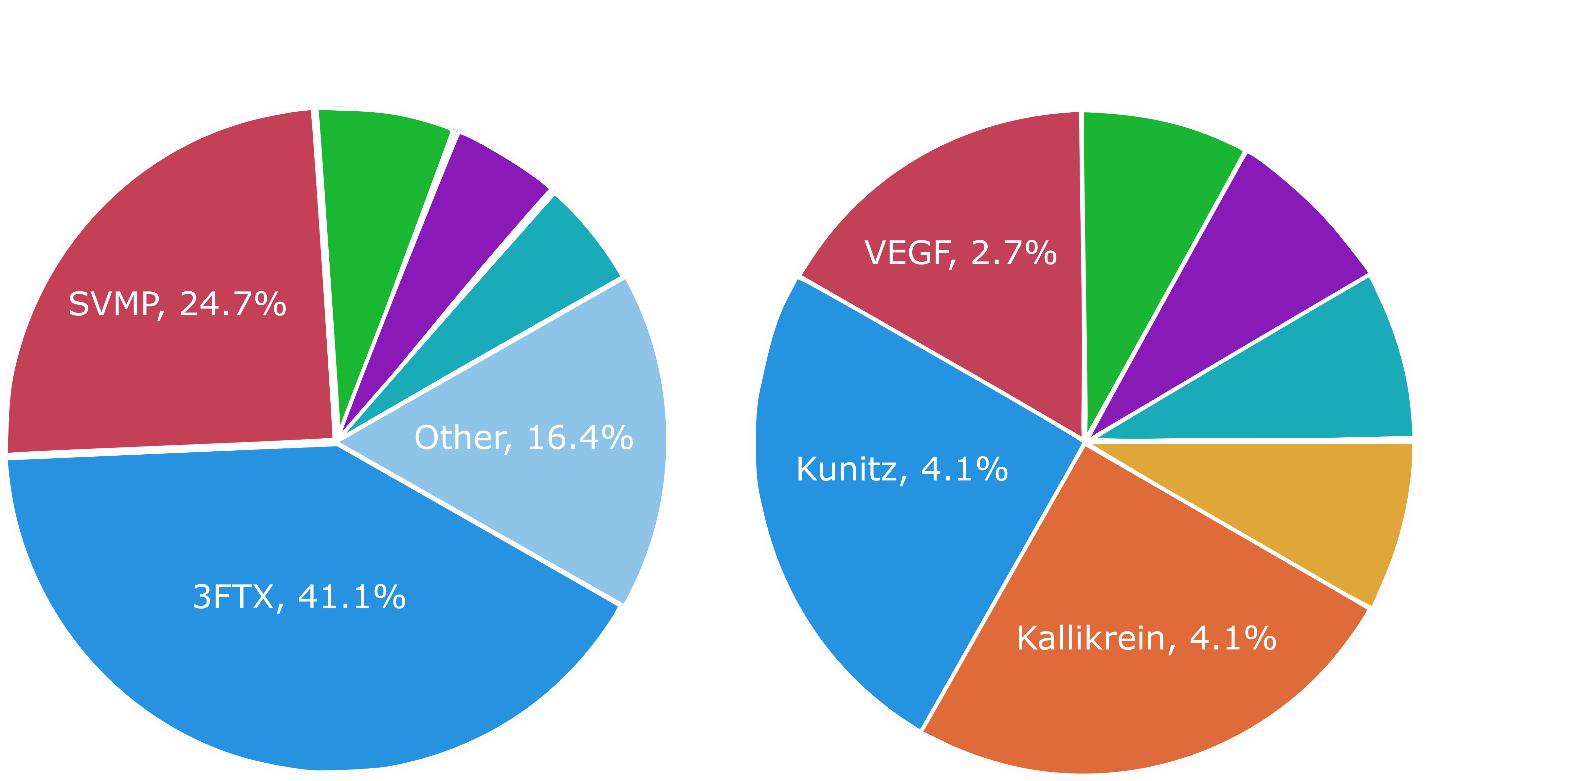 SVMP, 24.7%
Other, 16.4%
3FTX, 41.1%
VEGF, 2.7%
Kunitz, 4.1%
Kallikrein, 4.1%